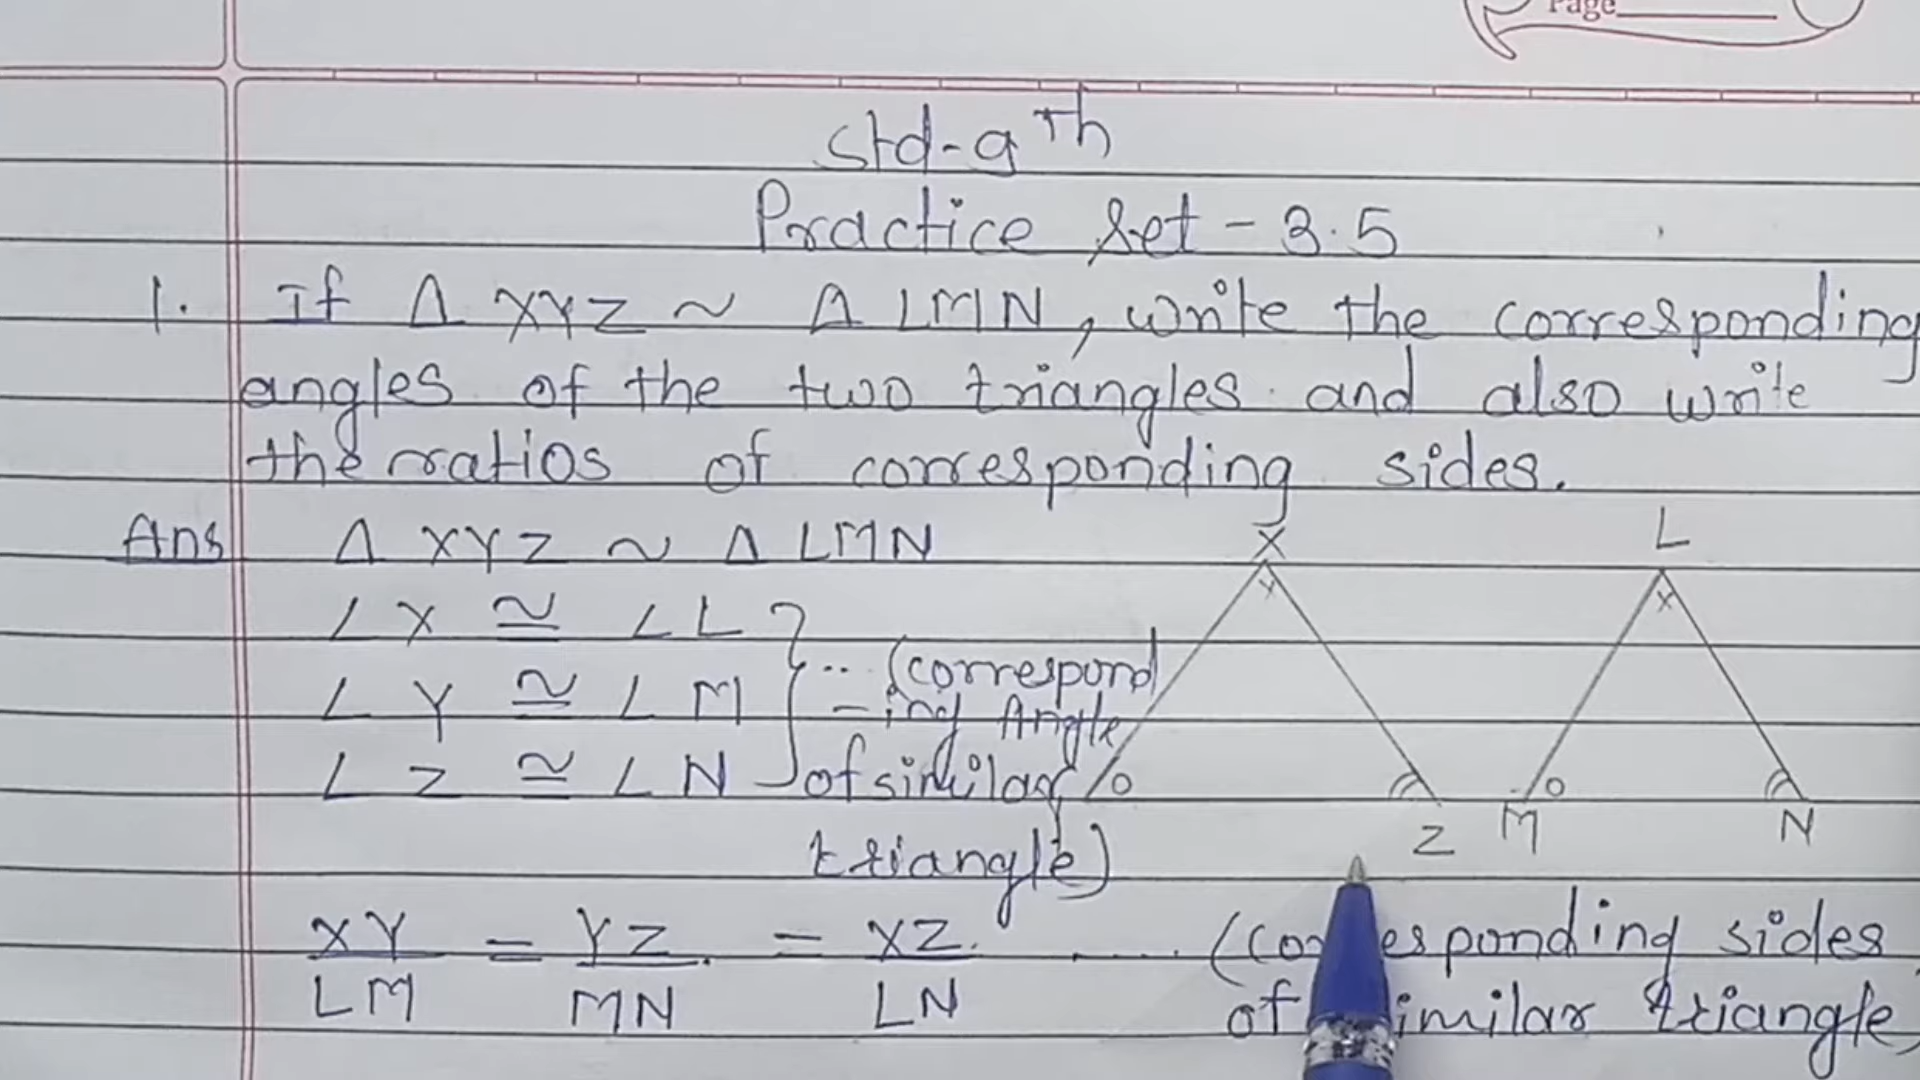 Page
Std-9th
Practice set - 3.5
1. If Δ XYZ ~ Δ LMN, write the corresponding
angles of the two triangles and also write
the ratios of corresponding sides.
Ans Δ XYZ ~ Δ LMN
∠ X ≅ ∠ L
∠ Y ≅ ∠ M
∠ Z ≅ ∠ N
.. (correspond
-ing Angle
of similar
triangle)
X
Z
L
M
N
XY/LM = YZ/MN = XZ/LN .... (corresponding sides
of similar triangle)